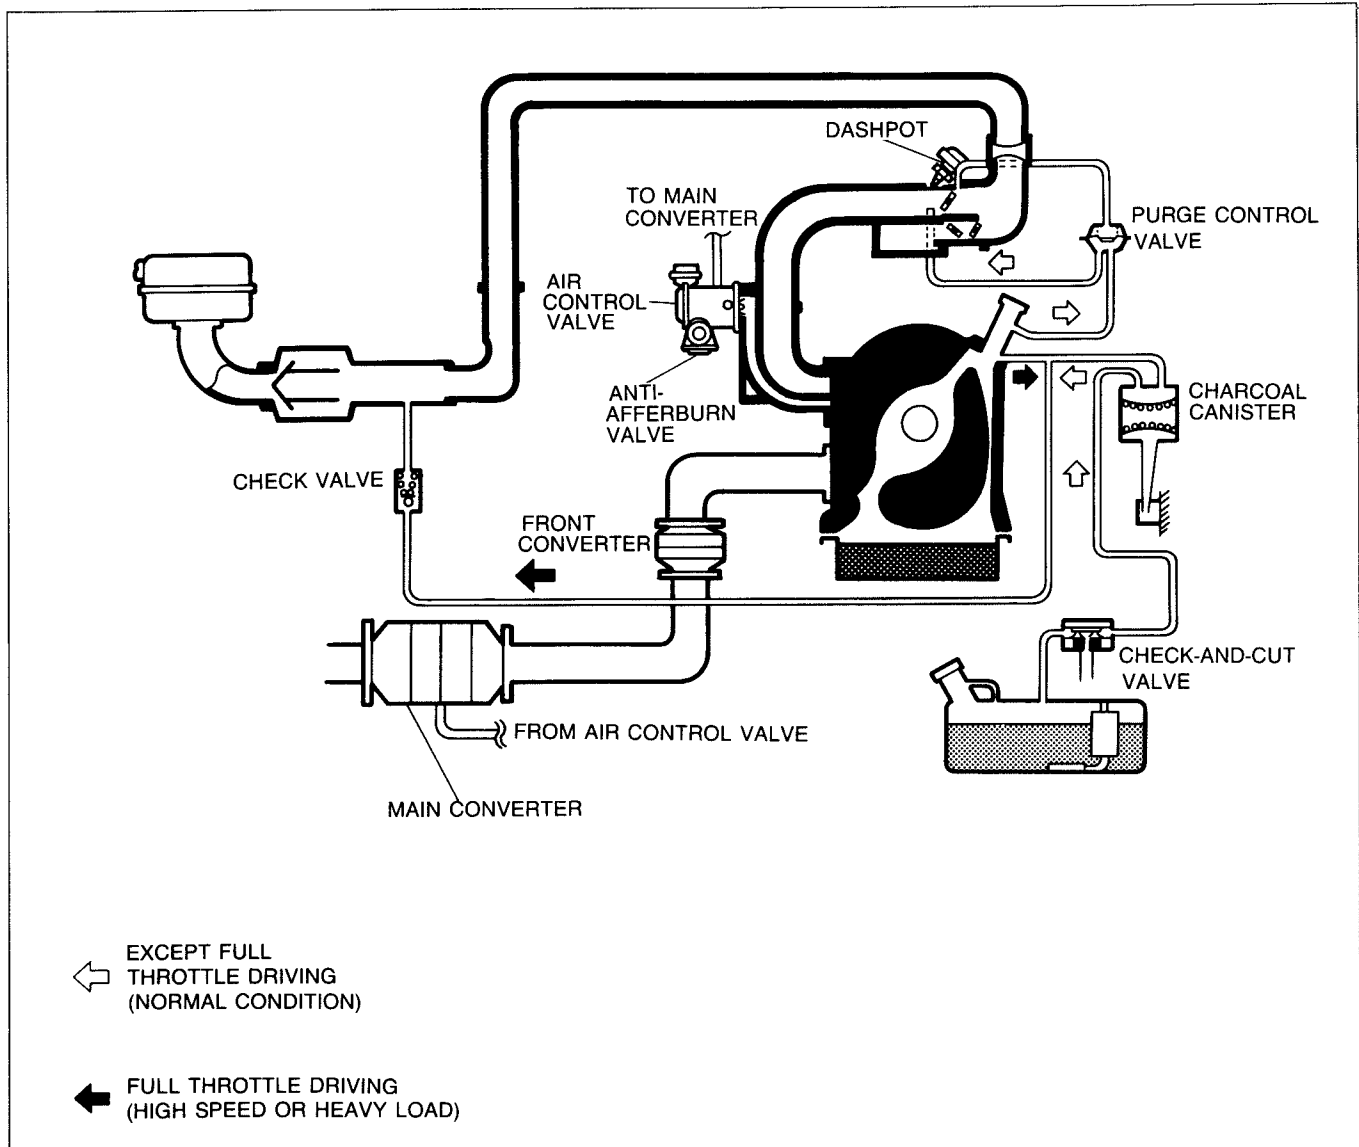 DASHPOT
TO MAIN
CONVERTER
PURGE CONTROL
VALVE
AIR
CONTROL
VALVE
ANTI-
AFFERBURN
VALVE
CHARCOAL
CANISTER
CHECK VALVE
FRONT
CONVERTER
CHECK-AND-CUT
VALVE
FROM AIR CONTROL VALVE
MAIN CONVERTER
EXCEPT FULL
THROTTLE DRIVING
(NORMAL CONDITION)
FULL THROTTLE DRIVING
(HIGH SPEED OR HEAVY LOAD)